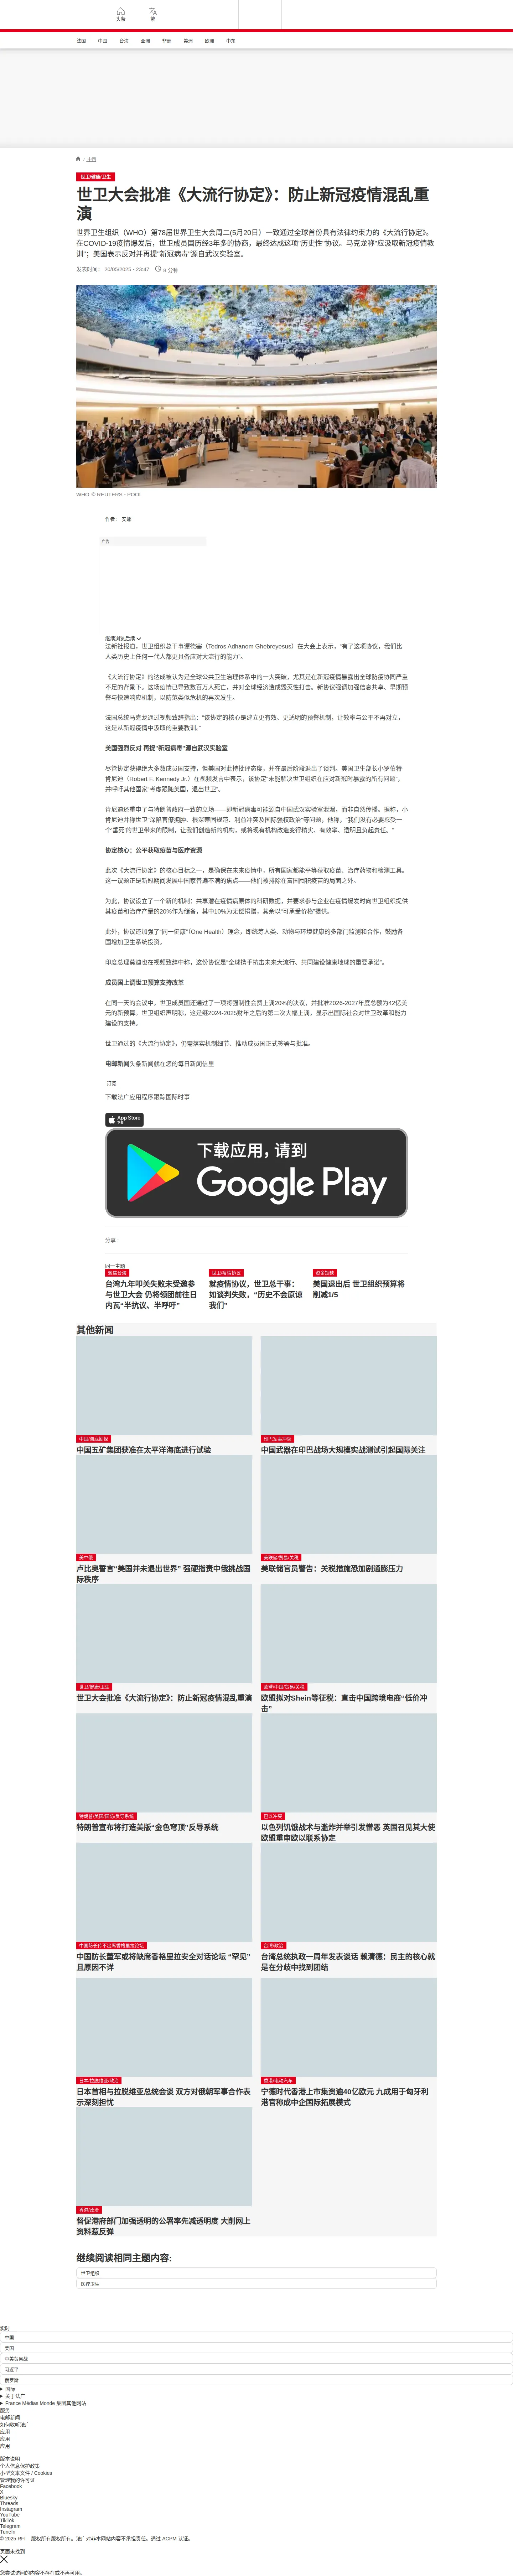 头条
繁
法国
中国
台海
亚洲
非洲
美洲
欧洲
中东
/ 中国
世卫/健康/卫生
世卫大会批准《大流行协定》：防止新冠疫情混乱重
演
世界卫生组织（WHO）第78届世界卫生大会周二(5月20日）一致通过全球首份具有法律约束力的《大流行协定》。
在COVID-19疫情爆发后，世卫成员国历经3年多的协商，最终达成这项“历史性”协议。马克龙称“应汲取新冠疫情教
训”；美国表示反对并再提“新冠病毒”源自武汉实验室。
发表时间： 20/05/2025 - 23:47
6 分钟
WHO © REUTERS - POOL
作者： 安娜
广告
继续浏览后续
法新社报道，世卫组织总干事谭德塞（Tedros Adhanom Ghebreyesus）在大会上表示，“有了这项协议，我们比
人类历史上任何一代人都更具备应对大流行的能力”。
《大流行协定》的达成被认为是全球公共卫生治理体系中的一大突破，尤其是在新冠疫情暴露出全球防疫协同严重
不足的背景下。这场疫情已导致数百万人死亡，并对全球经济造成毁灭性打击。新协议强调加强信息共享、早期预
警与快速响应机制，以防范类似危机的再次发生。
法国总统马克龙通过视频致辞指出：“该协定的核心是建立更有效、更透明的预警机制，让效率与公平不再对立，
这是从新冠疫情中汲取的重要教训。”
美国强烈反对 再提“新冠病毒”源自武汉实验室
尽管协定获得绝大多数成员国支持，但美国对此持批评态度，并在最后阶段退出了谈判。美国卫生部长小罗伯特·
肯尼迪（Robert F. Kennedy Jr.）在视频发言中表示，该协定“未能解决世卫组织在应对新冠时暴露的所有问题”，
并呼吁其他国家“考虑跟随美国，退出世卫”。
肯尼迪还重申了与特朗普政府一致的立场——即新冠病毒可能源自中国武汉实验室泄漏，而非自然传播。据称，小
肯尼迪并称世卫“深陷官僚拥肿、根深蒂固规范、利益冲突及国际强权政治”等问题，他称，“我们没有必要忍受一
个‘垂死’的世卫带来的限制，让我们创造新的机构，或将现有机构改造变得精实、有效率、透明且负起责任。”
协定核心：公平获取疫苗与医疗资源
此次《大流行协定》的核心目标之一，是确保在未来疫情中，所有国家都能平等获取疫苗、治疗药物和检测工具。
这一议题正是新冠期间发展中国家普遍不满的焦点——他们被排除在富国囤积疫苗的局面之外。
为此，协议设立了一个新的机制：共享潜在疫情病原体的科研数据，并要求参与企业在疫情爆发时向世卫组织提供
其疫苗和治疗产量的20%作为储备，其中10%为无偿捐赠，其余以“可承受价格”提供。
此外，协议还加强了“同一健康”(One Health）理念，即统筹人类、动物与环境健康的多部门监测和合作，鼓励各
国增加卫生系统投资。
印度总理莫迪也在视频致辞中称，这份协议是“全球携手抗击未来大流行、共同建设健康地球的重要承诺”。
成员国上调世卫预算支持改革
在同一天的会议中，世卫成员国还通过了一项将强制性会费上调20%的决议，并批准2026-2027年度总额为42亿美
元的新预算。世卫组织声明称，这是继2024-2025财年之后的第二次大幅上调，显示出国际社会对世卫改革和能力
建设的支持。
世卫通过的《大流行协定》，仍需落实机制细节、推动成员国正式签署与批准。
电邮新闻头条新闻就在您的每日新闻信里
订阅
下载法广应用程序跟踪国际时事
App Store
下载
下载应用，请到
Google Play
分享 :
同一主题
聚焦台海
台湾九年叩关失败未受邀参
与世卫大会 仍将领团前往日
内瓦“半抗议、半呼吁”
世卫/疫情协议
就疫情协议，世卫总干事：
如谈判失败，“历史不会原谅
我们”
资金短缺
美国退出后 世卫组织预算将
削减1/5
其他新闻
中国/海底勘探
中国五矿集团获准在太平洋海底进行试验
印巴军事冲突
中国武器在印巴战场大规模实战测试引起国际关注
美中俄
卢比奥誓言“美国并未退出世界” 强硬指责中俄挑战国
际秩序
美联储/贸易/关税
美联储官员警告：关税措施恐加剧通膨压力
世卫/健康/卫生
世卫大会批准《大流行协定》：防止新冠疫情混乱重演
欧盟/中国/贸易/关税
欧盟拟对Shein等征税：直击中国跨境电商“低价冲
击”
特朗普/美国/国防/反导系统
特朗普宣布将打造美版“金色穹顶”反导系统
巴以冲突
以色列饥饿战术与滥炸并举引发憎恶 英国召见其大使
欧盟重审欧以联系协定
中国防长作不出席香格里拉论坛
中国防长董军或将缺席香格里拉安全对话论坛 “罕见”
且原因不详
台湾/政治
台湾总统执政一周年发表谈话 赖清德：民主的核心就
是在分歧中找到团结
日本/拉脱维亚/政治
日本首相与拉脱维亚总统会谈 双方对俄朝军事合作表
示深刻担忧
香港/电动汽车
宁德时代香港上市集资逾40亿欧元 九成用于匈牙利
港官称成中企国际拓展模式
香港/政治
督促港府部门加强透明的公署率先减透明度 大削网上
资料惹反弹
继续阅读相同主题内容:
世卫组织
医疗卫生
实时
中国
美国
中美贸易战
习近平
俄罗斯
国际
关于法广
France Médias Monde 集团其他网站
服务
电邮新闻
如何收听法广
应用
应用
应用
版本说明
个人信息保护政策
小型文本文件 / Cookies
管理我的许可证
Facebook
X
Bluesky
Threads
Instagram
YouTube
TikTok
Telegram
TuneIn
© 2025 RFI – 版权所有版权所有。法广对非本网站内容不承担责任。通过 ACPM 认证。
页面未找到
您尝试访问的内容不存在或不再可用。